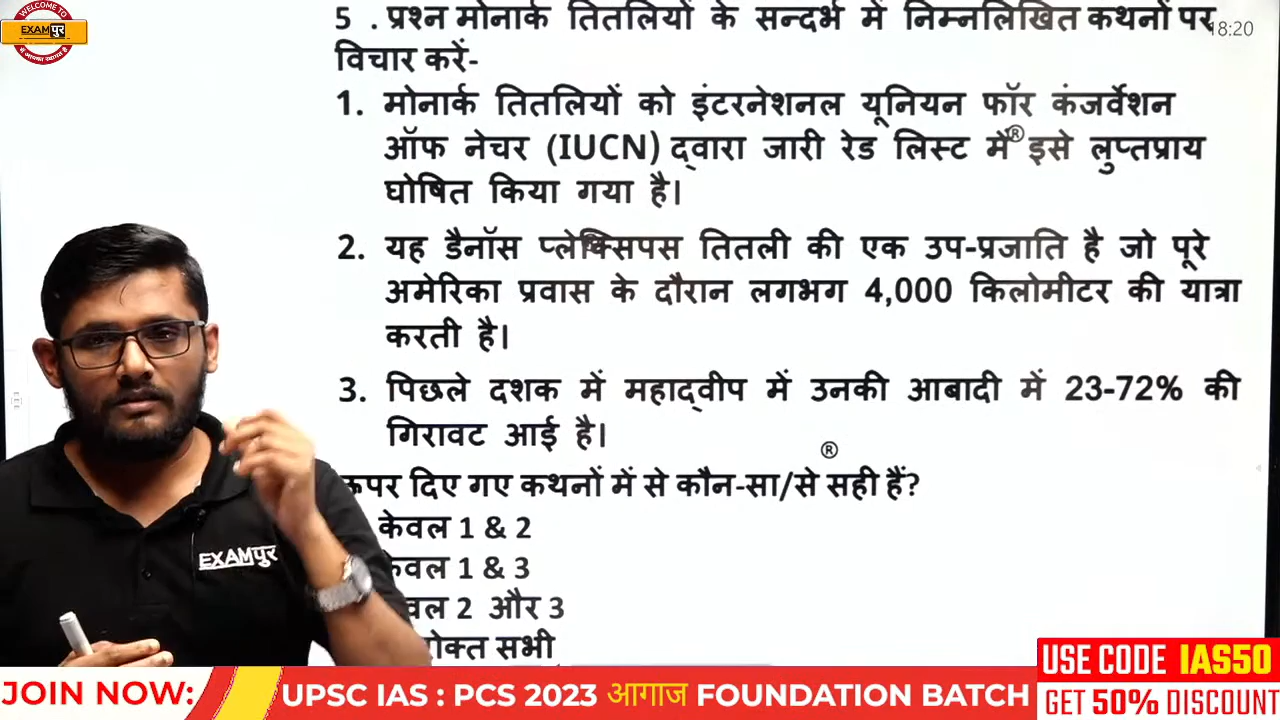 WELCOME TO
EXAMपुर
5 . प्रश्न मोनार्क तितलियों के सन्दर्भ में निम्नलिखित कथनों पर
18:20
विचार करें-
1. मोनार्क तितलियों को इंटरनेशनल यूनियन फॉर कंजर्वेशन
ऑफ नेचर (IUCN) द्वारा जारी रेड लिस्ट में इसे लुप्तप्राय
घोषित किया गया है।
2. यह डैनॉस प्लेक्सिपस तितली की एक उप-प्रजाति है जो पूरे
अमेरिका प्रवास के दौरान लगभग 4,000 किलोमीटर की यात्रा
करती है।
3. पिछले दशक में महाद्वीप में उनकी आबादी में 23-72% की
गिरावट आई है।
ऊपर दिए गए कथनों में से कौन-सा/से सही हैं?
केवल 1 & 2
केवल 1 & 3
वल 2 और 3
ोक्त सभी
EXAMपुर
JOIN NOW: UPSC IAS : PCS 2023 आगाज FOUNDATION BATCH
USE CODE IAS50
GET 50% DISCOUNT